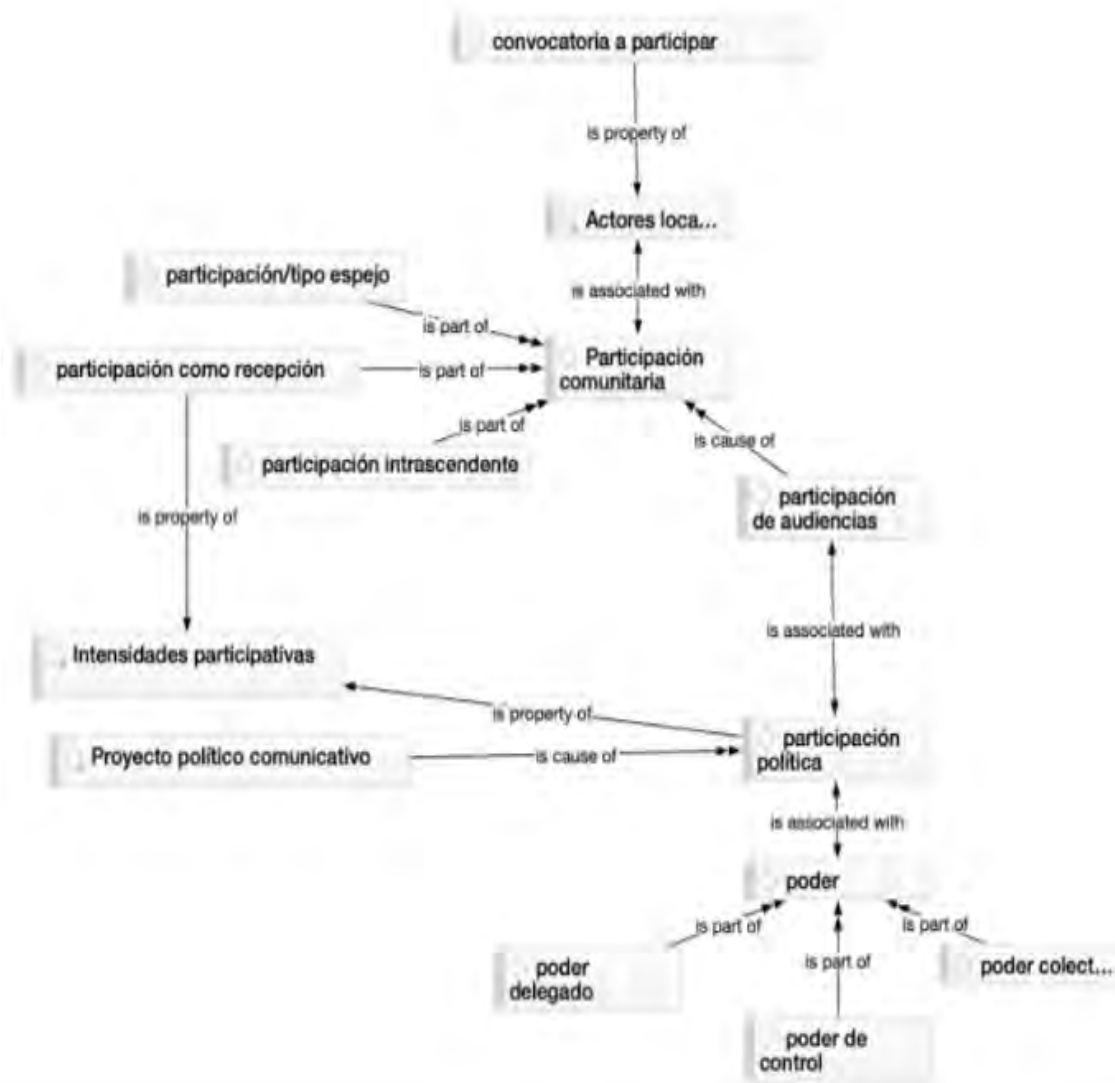 convocatoria a participar
is property of
Actores loca...
is associated with
participación/tipo espejo
is part of
Participación
comunitaria
participación como recepción
is part of
is part of
participación intrascendente
is cause of
participación
de audiencias
is property of
is associated with
Intensidades participativas
is property of
participación
política
Proyecto político comunicativo
is cause of
is associated with
poder
is part of
is part of
is part of
poder
delegado
poder colect...
poder de
control